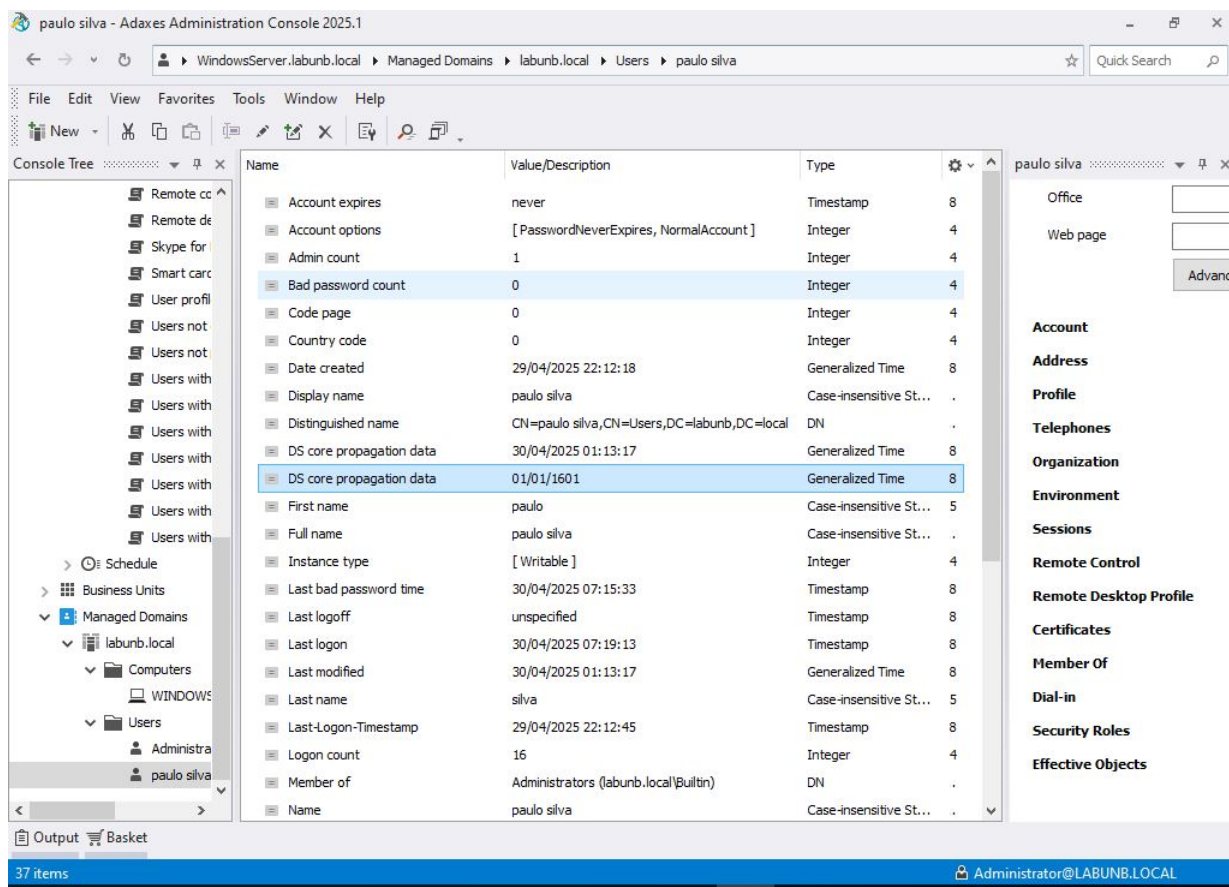 paulo silva - Adaxes Administration Console 2025.1
WindowsServer.labunb.local Managed Domains labunb.local Users paulo silva
Quick Search
File Edit View Favorites Tools Window Help
New
Console Tree
Remote cc
Remote de
Skype for
Smart card
User profil
Users not
Users not
Users with
Users with
Users with
Users with
Users with
Users with
Users with
Schedule
Business Units
Managed Domains
labunb.local
Computers
WINDOWS
Users
Administra
paulo silva
Name Value/Description Type
Account expires never Timestamp 8
Account options [ PasswordNeverExpires, NormalAccount ] Integer 4
Admin count 1 Integer 4
Bad password count 0 Integer 4
Code page 0 Integer 4
Country code 0 Integer 4
Date created 29/04/2025 22:12:18 Generalized Time 8
Display name paulo silva Case-insensitive St... .
Distinguished name CN=paulo silva,CN=Users,DC=labunb,DC=local DN .
DS core propagation data 30/04/2025 01:13:17 Generalized Time 8
DS core propagation data 01/01/1601 Generalized Time 8
First name paulo Case-insensitive St... 5
Full name paulo silva Case-insensitive St... .
Instance type [ Writable ] Integer 4
Last bad password time 30/04/2025 07:15:33 Timestamp 8
Last logoff unspecified Timestamp 8
Last logon 30/04/2025 07:19:13 Timestamp 8
Last modified 30/04/2025 01:13:17 Generalized Time 8
Last name silva Case-insensitive St... 5
Last-Logon-Timestamp 29/04/2025 22:12:45 Timestamp 8
Logon count 16 Integer 4
Member of Administrators (labunb.local\Builtin) DN .
Name paulo silva Case-insensitive St... .
paulo silva
Office
Web page
Advanc
Account
Address
Profile
Telephones
Organization
Environment
Sessions
Remote Control
Remote Desktop Profile
Certificates
Member Of
Dial-in
Security Roles
Effective Objects
Output Basket
37 items
Administrator@LABUNB.LOCAL